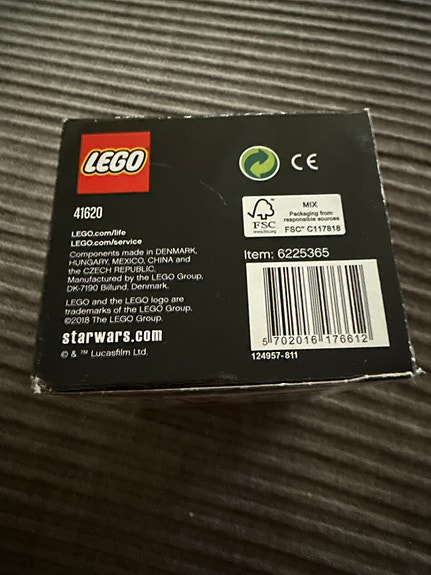 LEGO
CE
41620
LEGO.com/life
LEGO.com/service
Components made in DENMARK,
HUNGARY, MEXICO, CHINA and
the CZECH REPUBLIC.
Manufactured by the LEGO Group,
DK-7190 Billund, Denmark.
LEGO and the LEGO logo are
trademarks of the LEGO Group.
©2018 The LEGO Group.
starwars.com
© & ™ Lucasfilm Ltd.
FSC
www.fsc.org
MIX
Packaging from
responsible sources
FSC™ C117818
Item: 6225365
5 702016 176612
124957-811